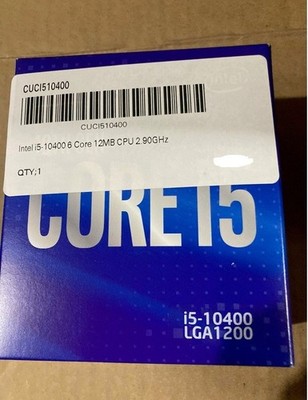 CUCI510400
CUCI510400
Intel i5-10400 6 Core 12MB CPU 2.90GHz
QTY;1
CORE i5
i5-10400
LGA1200